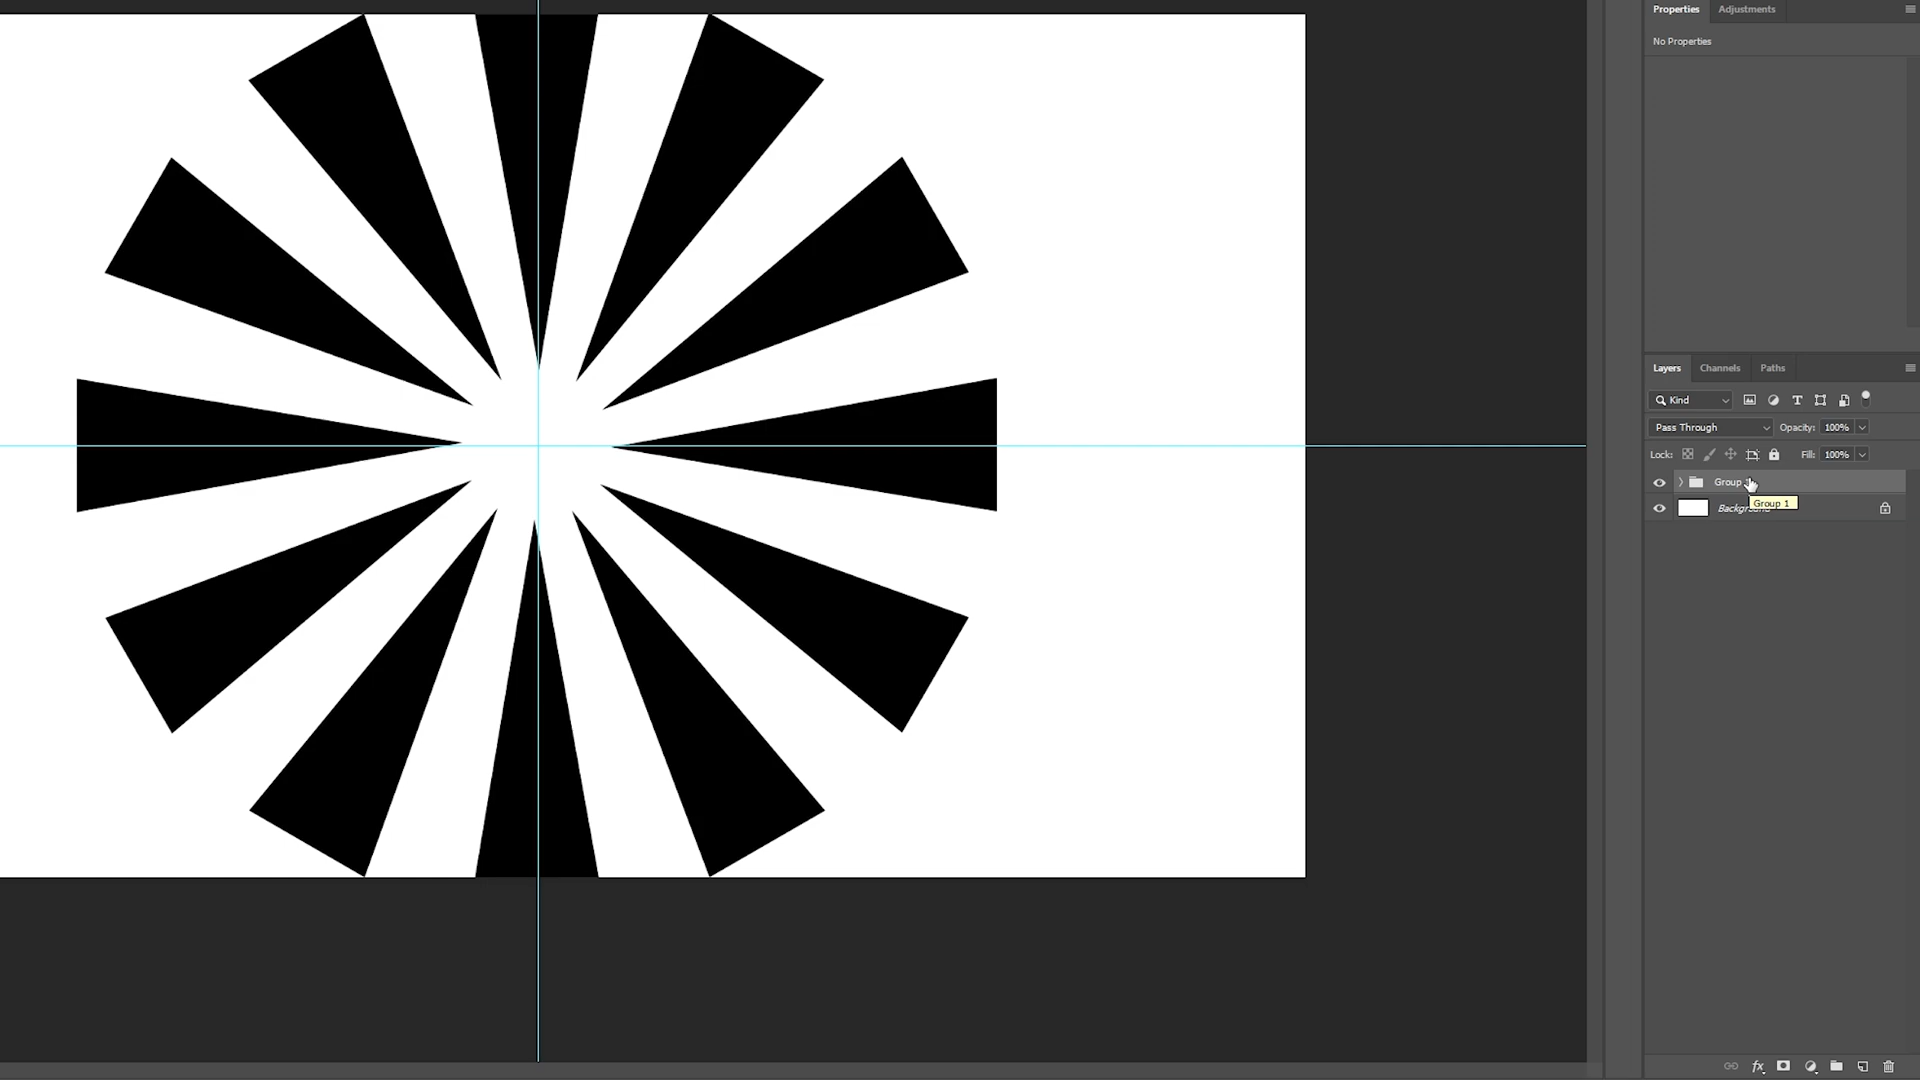 Properties Adjustments
No Properties
Layers Channels Paths
Kind
Pass Through Opacity: 100%
Lock: Fill: 100%
Group
Group 1
Background